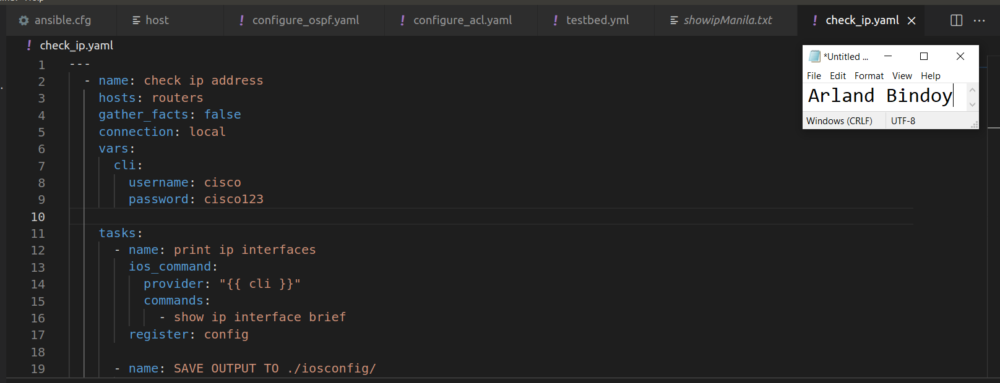 Help
ansible.cfg host configure_ospf.yaml configure_acl.yaml testbed.yml showipManila.txt check_ip.yaml
check_ip.yaml
1 ---
2 - name: check ip address
3 hosts: routers
4 gather_facts: false
5 connection: local
6 vars:
7 cli:
8 username: cisco
9 password: cisco123
10
11 tasks:
12 - name: print ip interfaces
13 ios_command:
14 provider: "{{ cli }}"
15 commands:
16 - show ip interface brief
17 register: config
18
19 - name: SAVE OUTPUT TO ./iosconfig/
*Untitled ...
File Edit Format View Help
Arland Bindoy
Windows (CRLF) UTF-8